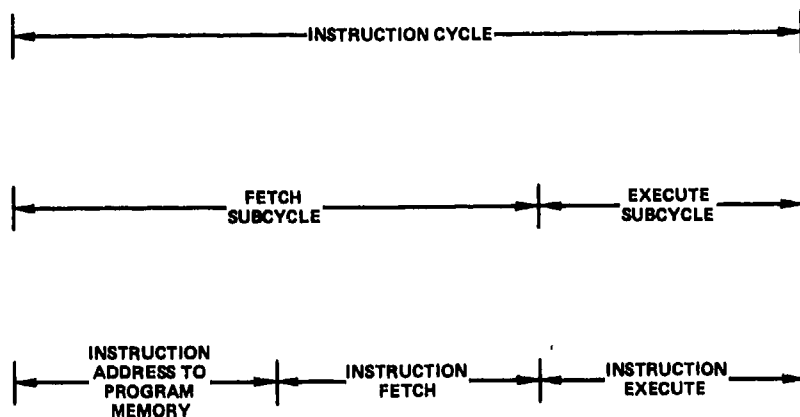 INSTRUCTION CYCLE
FETCH
SUBCYCLE
EXECUTE
SUBCYCLE
INSTRUCTION
ADDRESS TO
PROGRAM
MEMORY
INSTRUCTION
FETCH
INSTRUCTION
EXECUTE